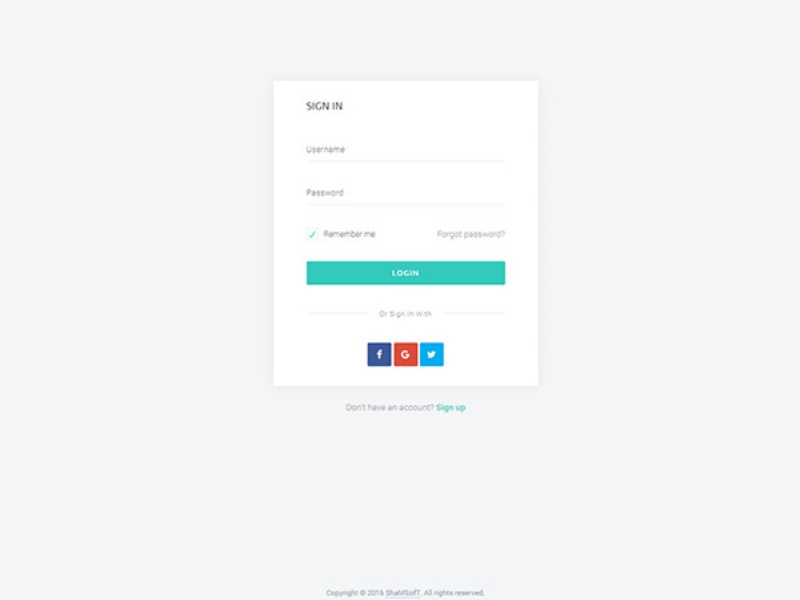 SIGN IN
Username
Password
Remember me
Forgot password?
LOGIN
Or Sign In With
f G
Don't have an account? Sign up
Copyright © 2016 ShaMSofT. All rights reserved.